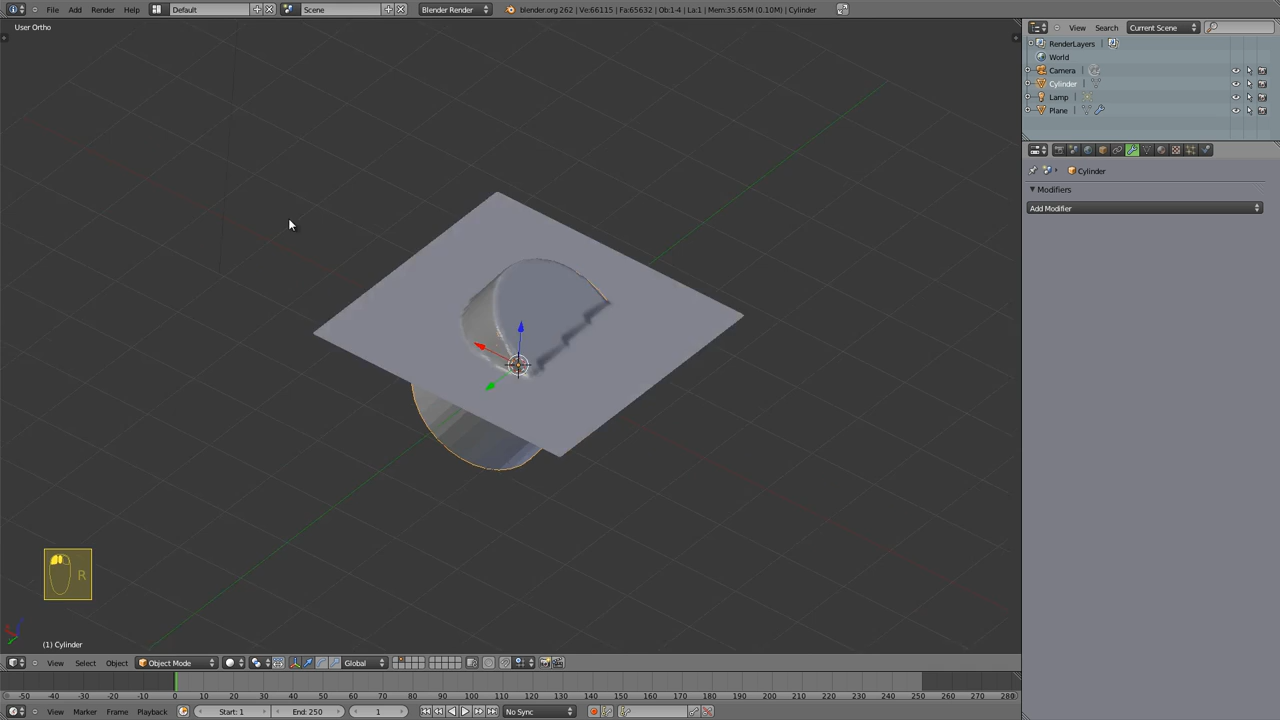 File Add Render Help Default Scene Blender Render blender.org 262 | Ve:66115 | Fa:65632 | Ob:1-4 | La:1 | Mem:35.65M (0.10M) | Cylinder
User Ortho
View Search Current Scene
RenderLayers
World
Camera
Cylinder
Lamp
Plane
Cylinder
Modifiers
Add Modifier
R
(1) Cylinder
View Select Object Object Mode Global
-50 -40 -30 -20 -10 0 10 20 30 40 50 60 70 80 90 100 110 120 130 140 150 160 170 180 190 200 210 220 230 240 250 260 270 280
View Marker Frame Playback Start: 1 End: 250 1 No Sync